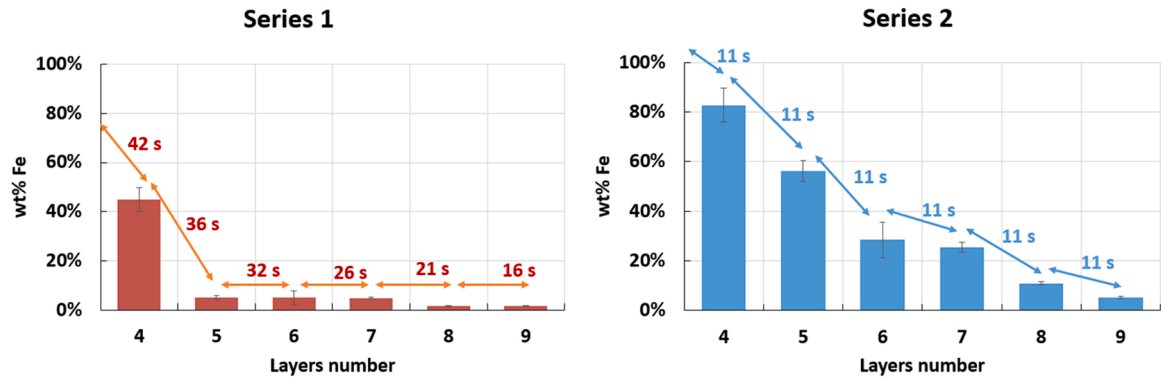 Series 1
100%
80%
60%
40%
20%
0%
wt% Fe
42 s
36 s
32 s
26 s
21 s
16 s
4 5 6 7 8 9
Layers number
Series 2
100%
80%
60%
40%
20%
0%
wt% Fe
11 s
11 s
11 s
11 s
11 s
11 s
4 5 6 7 8 9
Layers number